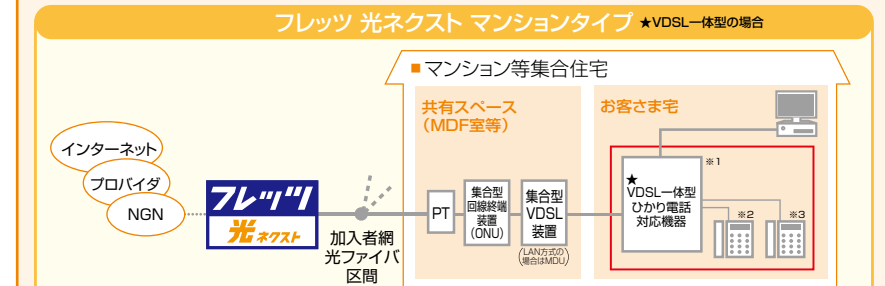 フレッツ 光ネクスト マンションタイプ ★VDSL一体型の場合
■マンション等集合住宅
共有スペース
（MDF室等）
お客さま宅
インターネット
プロバイダ
NGN
フレッツ
光ネクスト
加入者網
光ファイバ
区間
PT
集合型
回線終端
装置
（ONU）
集合型
VDSL
装置
（LAN方式の
場合はMDU）
※1
★
VDSL一体型
ひかり電話
対応機器
※2
※3